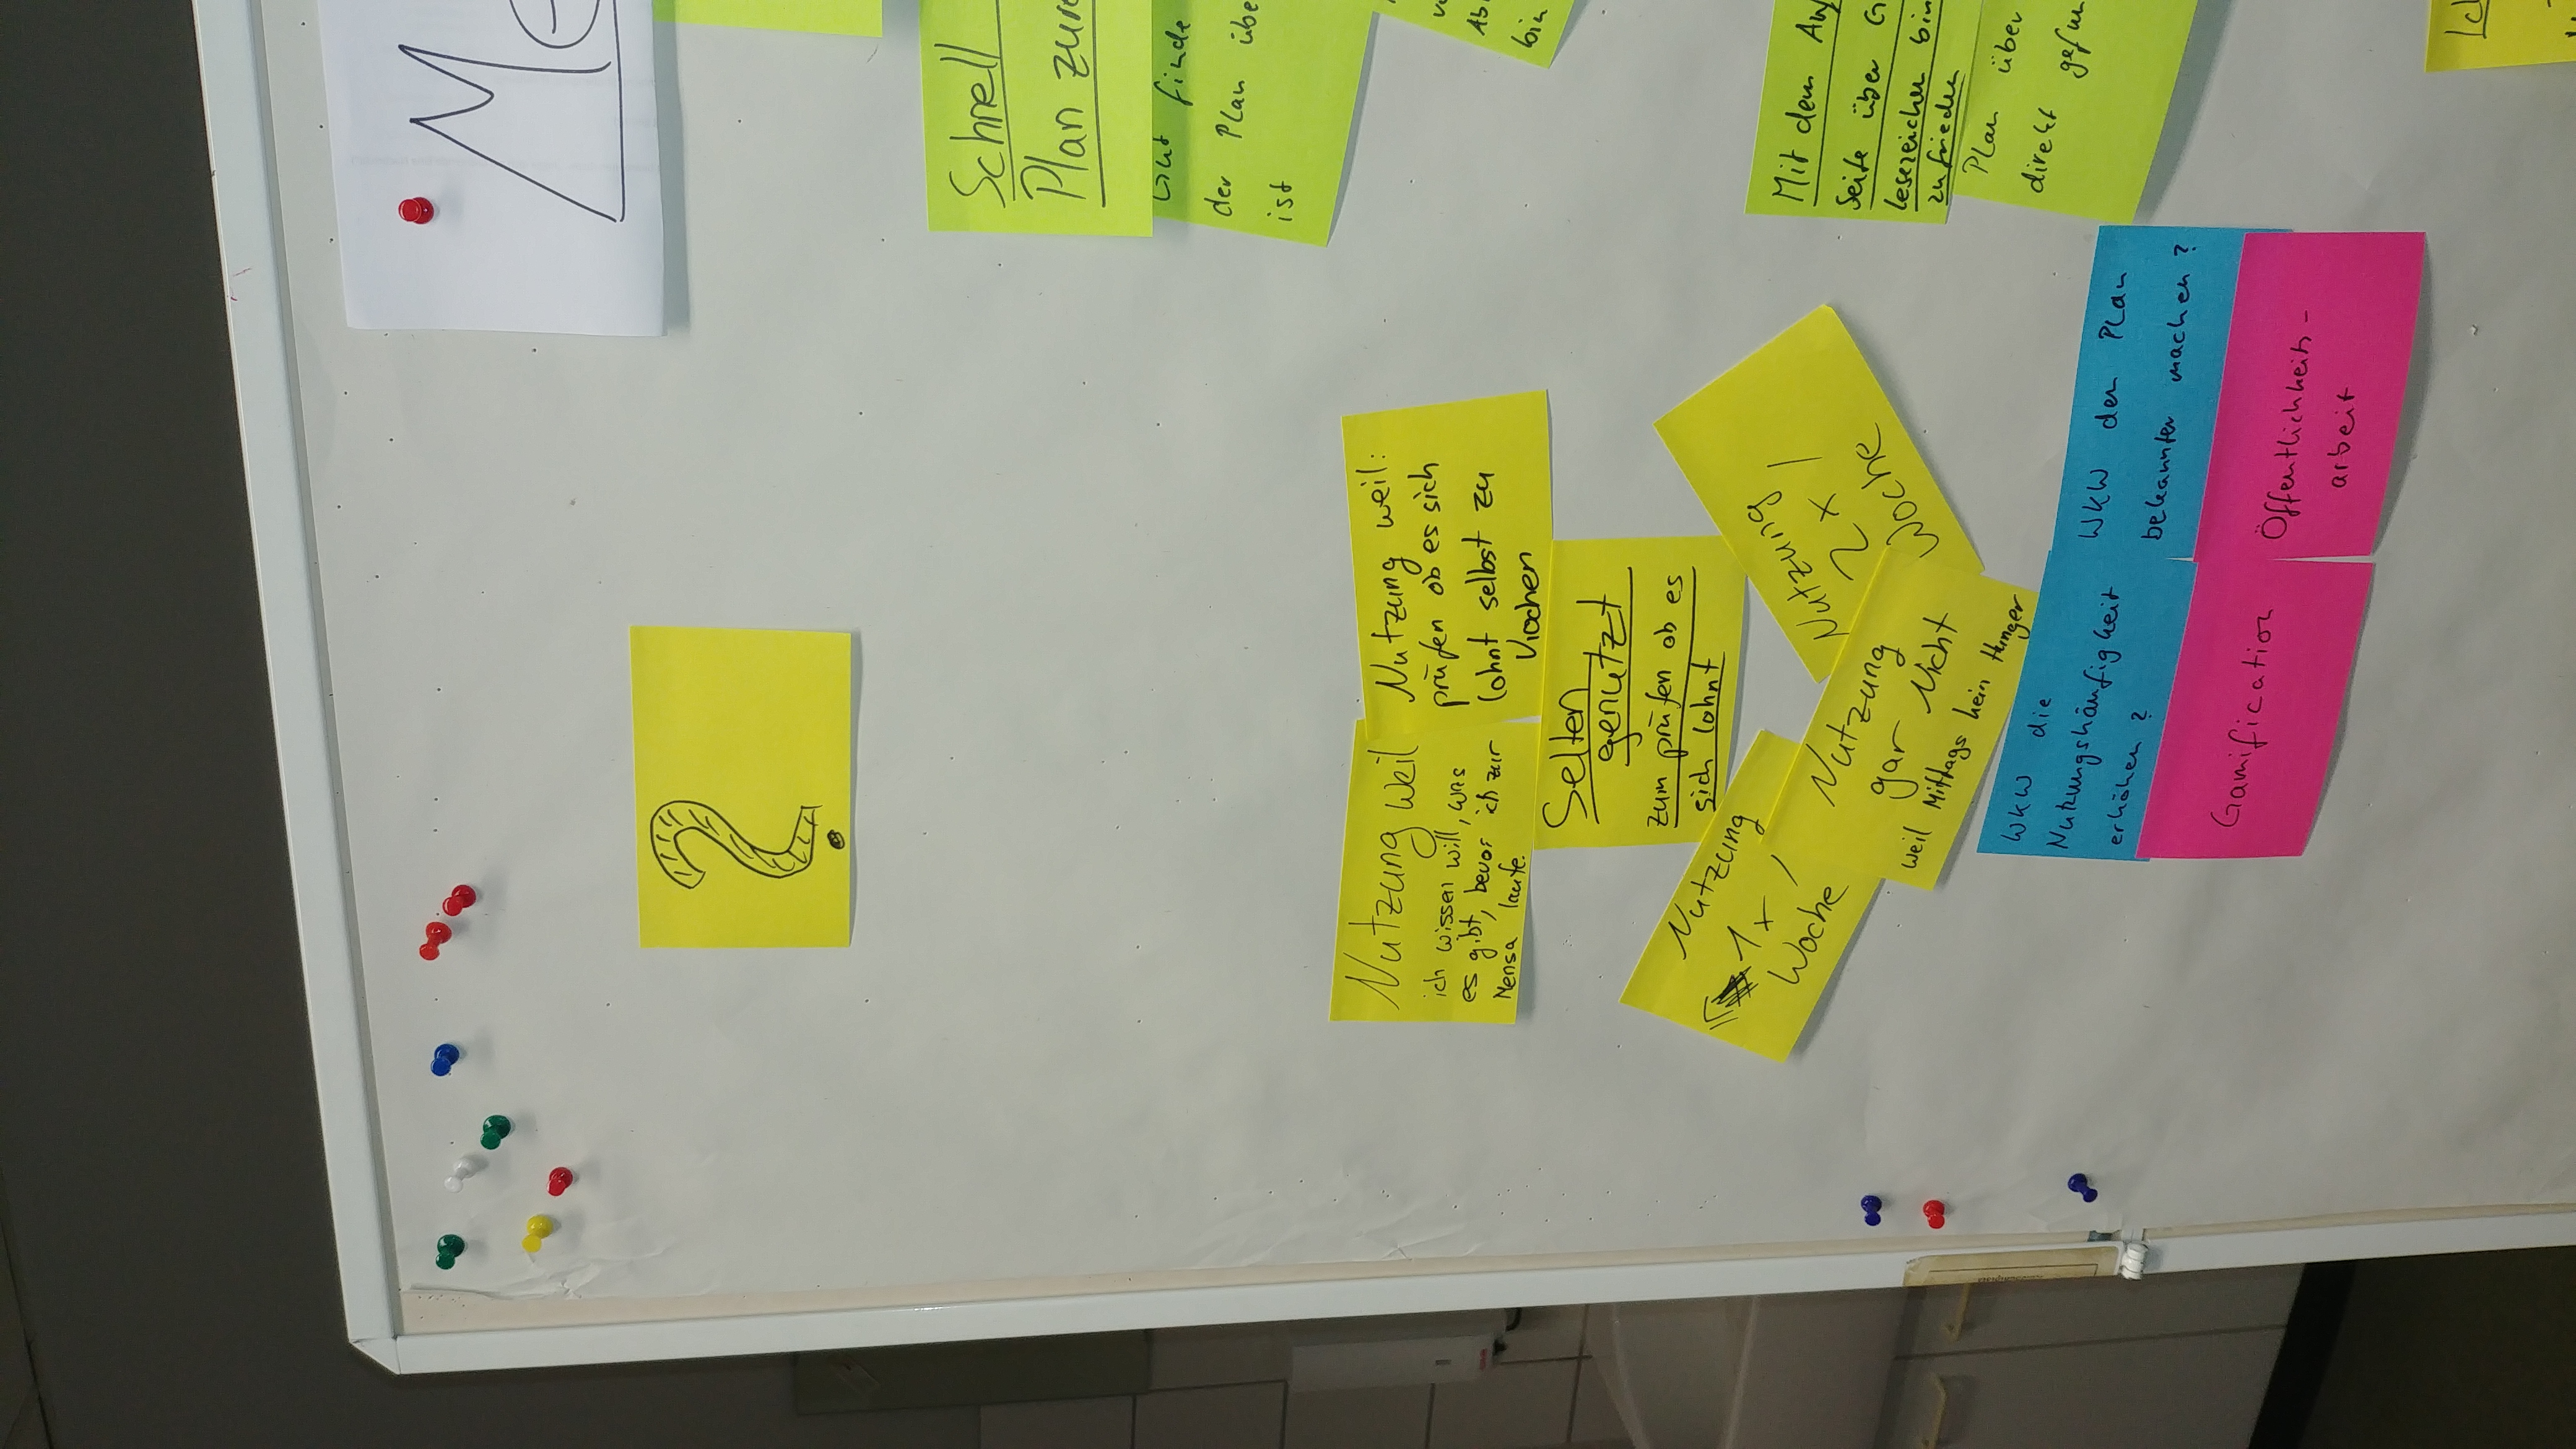 ?
Me
Schnell
Plan zur
Gut finde
der Plan übe
ist
Nutzung weil
ich wissen will, was
es gibt, bevor ich zur
Mensa laufe.
Nutzung weil:
prüfen ob es sich
lohnt selbst zu
kochen
Selten
genutzt
zum prüfen ob es
sich lohnt
Nutzung
1x /
Woche
Nutzung
2 x /
Woche
Nutzung
gar Nicht
weil Mittags kein Hunger
bin
Mit dem Auf
Seite über G
lesezeichen bin
zufrieden
Plan über
direkt gefun
WKW die
Nutzungshäufigkeit
erhöhen ?
WKW den Plan
bekannter machen ?
Gamification
Öffentlichkeits-
arbeit